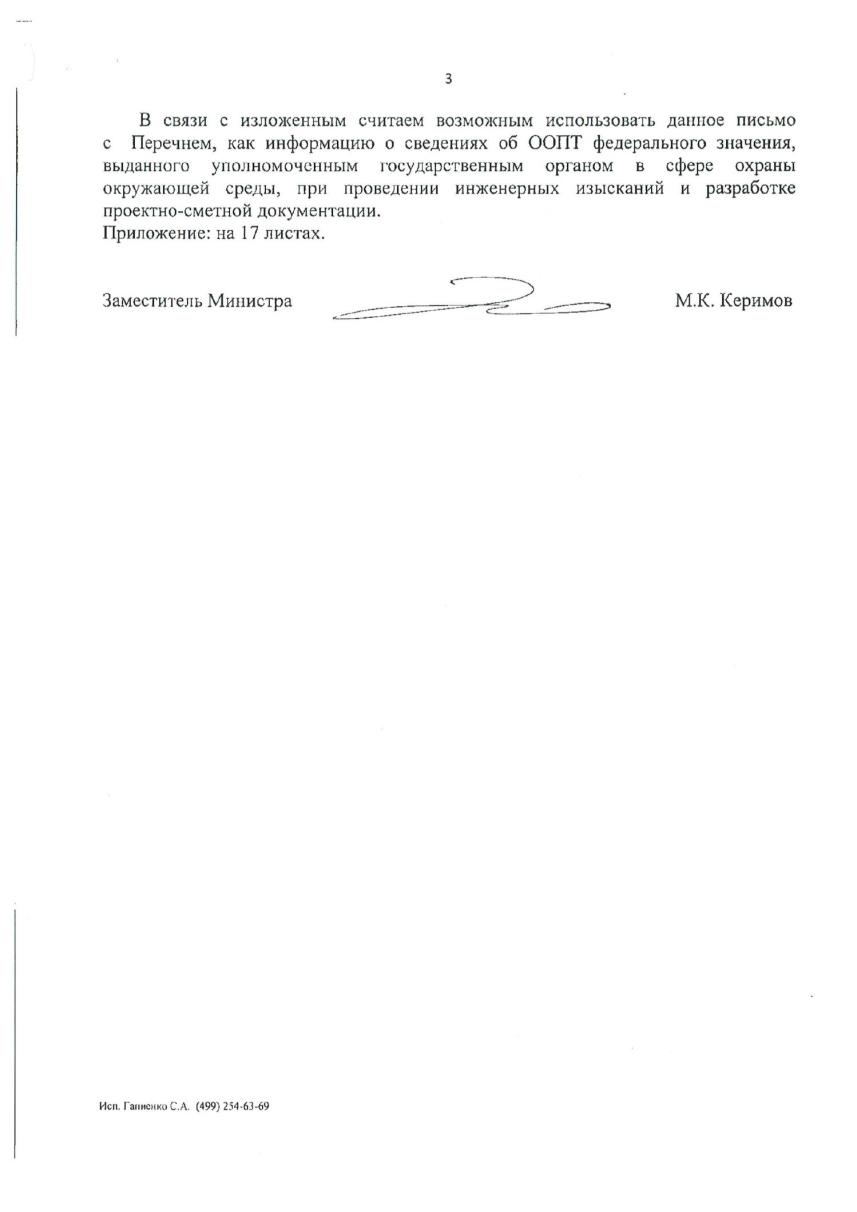 3
В связи с изложенным считаем возможным использовать данное письмо
с Перечнем, как информацию о сведениях об ООПТ федерального значения,
выданного уполномоченным государственным органом в сфере охраны
окружающей среды, при проведении инженерных изысканий и разработке
проектно-сметной документации.
Приложение: на 17 листах.
Заместитель Министра М.К. Керимов
Исп. Гапиенко С.А. (499) 254-63-69